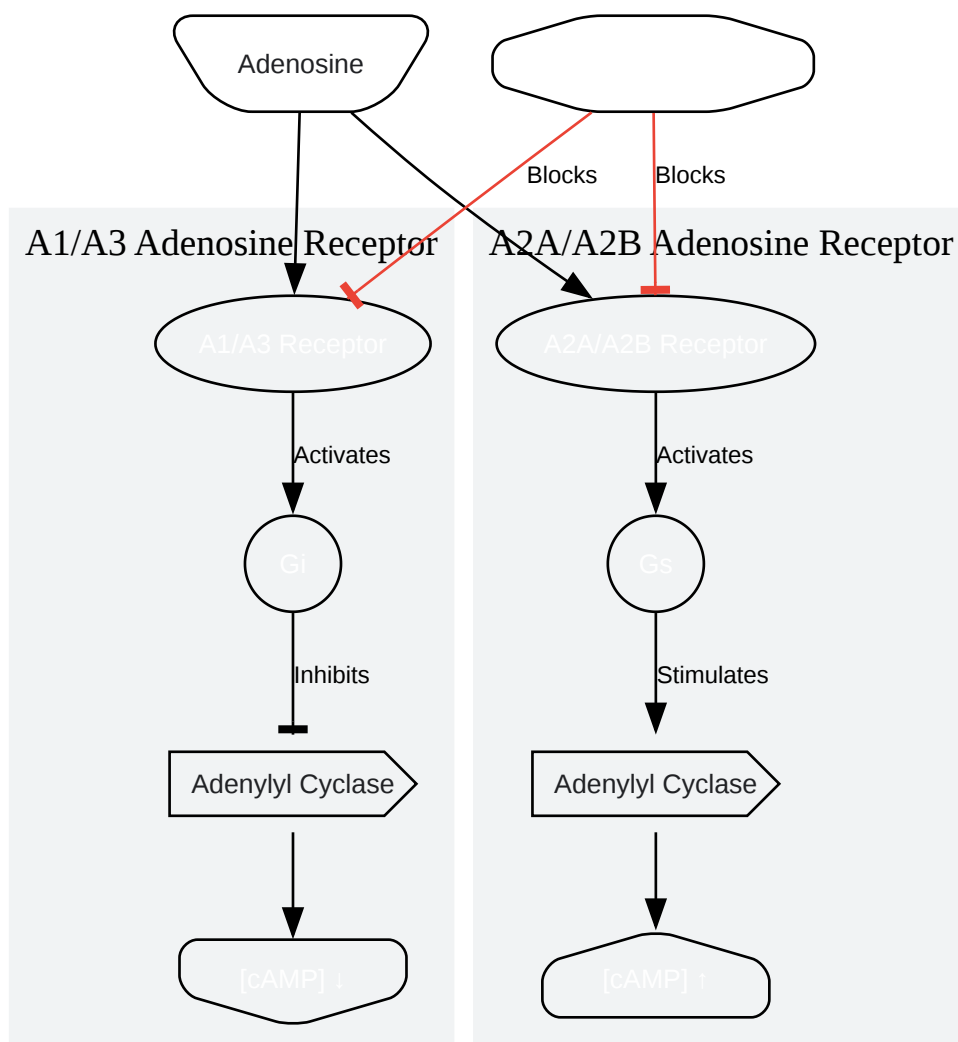 Adenosine
Blocks
Blocks
A1/A3 Adenosine Receptor
A2A/A2B Adenosine Receptor
A1/A3 Receptor
A2A/A2B Receptor
Activates
Activates
Gi
Gs
Inhibits
Stimulates
Adenylyl Cyclase
Adenylyl Cyclase
[cAMP] ↓
[cAMP] ↑